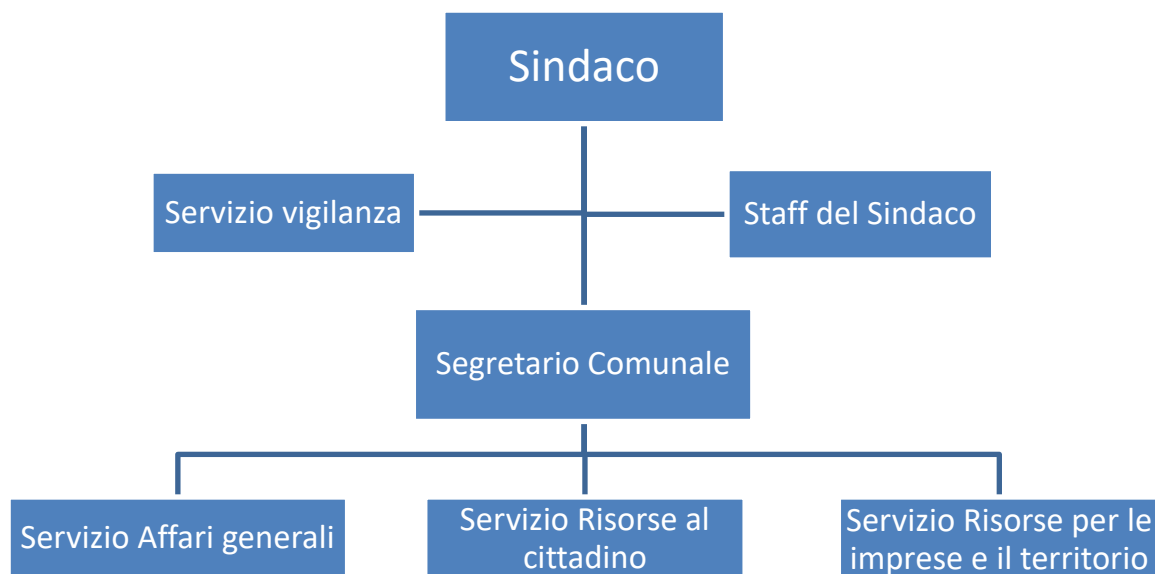 Sindaco
Servizio vigilanza
Staff del Sindaco
Segretario Comunale
Servizio Affari generali
Servizio Risorse al
cittadino
Servizio Risorse per le
imprese e il territorio